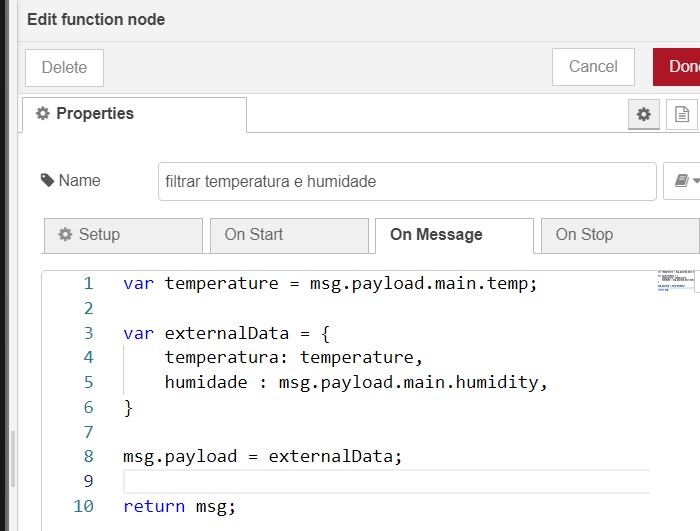 Edit function node
Delete
Cancel
Done
Properties
Name
filtrar temperatura e humidade
Setup
On Start
On Message
On Stop
1 var temperature = msg.payload.main.temp;
2
3 var externalData = {
4 temperatura: temperature,
5 humidade : msg.payload.main.humidity,
6 }
7
8 msg.payload = externalData;
9
10 return msg;